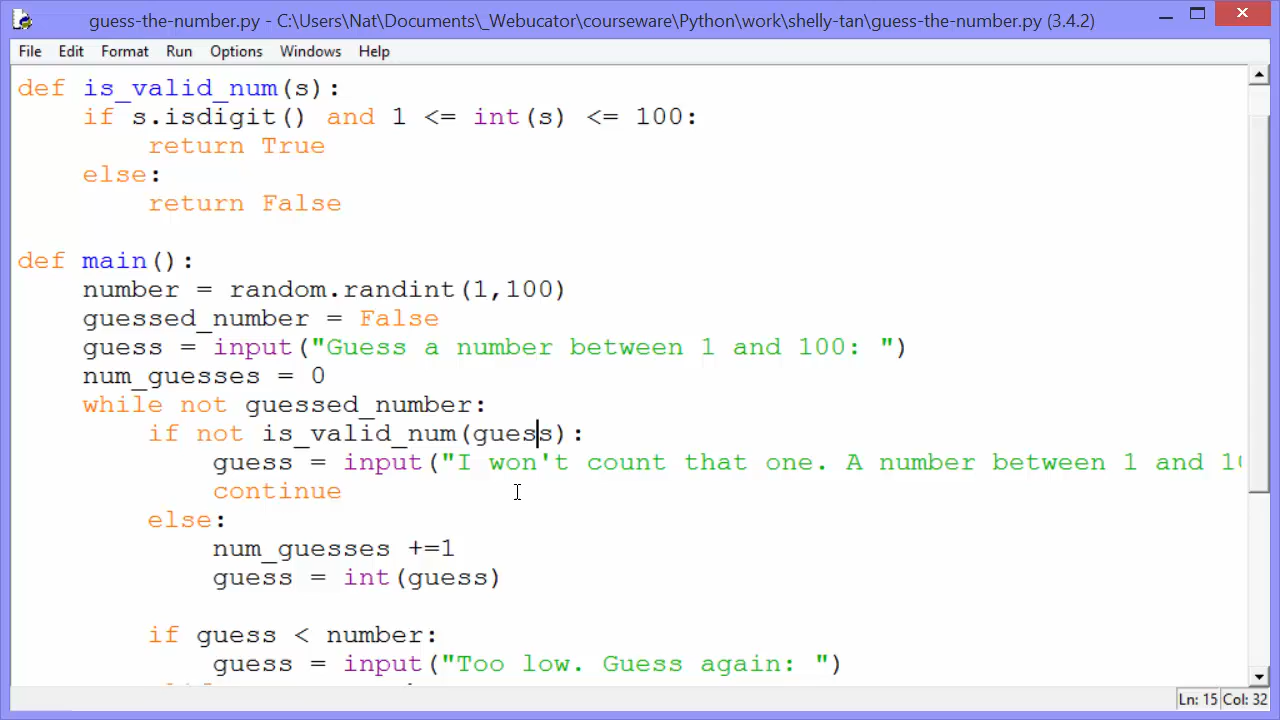 guess-the-number.py - C:\Users\Nat\Documents\_Webucator\courseware\Python\work\shelly-tan\guess-the-number.py (3.4.2)
File Edit Format Run Options Windows Help
def is_valid_num(s):
    if s.isdigit() and 1 <= int(s) <= 100:
        return True
    else:
        return False
def main():
    number = random.randint(1,100)
    guessed_number = False
    guess = input("Guess a number between 1 and 100: ")
    num_guesses = 0
    while not guessed_number:
        if not is_valid_num(guess):
            guess = input("I won't count that one. A number between 1 and 
            continue
        else:
            num_guesses +=1
            guess = int(guess)
        if guess < number:
            guess = input("Too low. Guess again: ")
Ln: 15 Col: 32